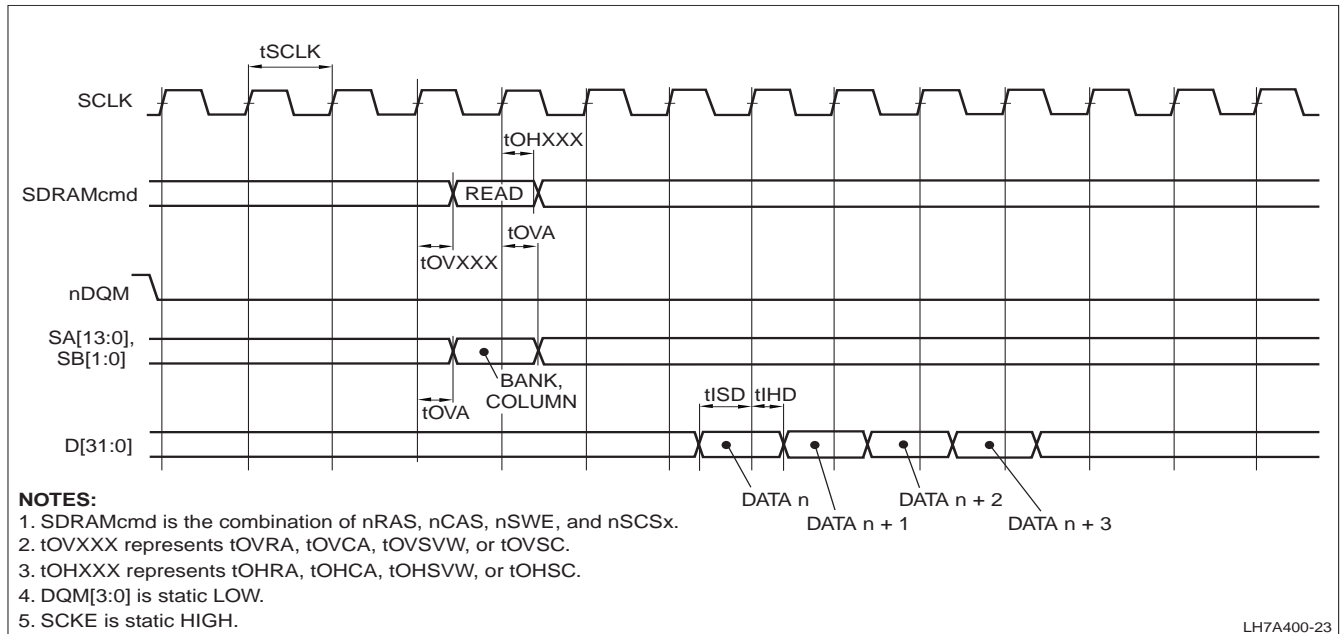 tSCLK
SCLK
tOHXXX
SDRAMcmd
READ
tOVA
tOVXXX
nDQM
SA[13:0],
SB[1:0]
BANK,
COLUMN
tISD
tIHD
tOVA
D[31:0]
DATA n
DATA n + 2
DATA n + 1
DATA n + 3
NOTES:
1. SDRAMcmd is the combination of nRAS, nCAS, nSWE, and nSCSx.
2. tOVXXX represents tOVRA, tOVCA, tOVSVW, or tOVSC.
3. tOHXXX represents tOHRA, tOHCA, tOHSVW, or tOHSC.
4. DQM[3:0] is static LOW.
5. SCKE is static HIGH.
LH7A400-23